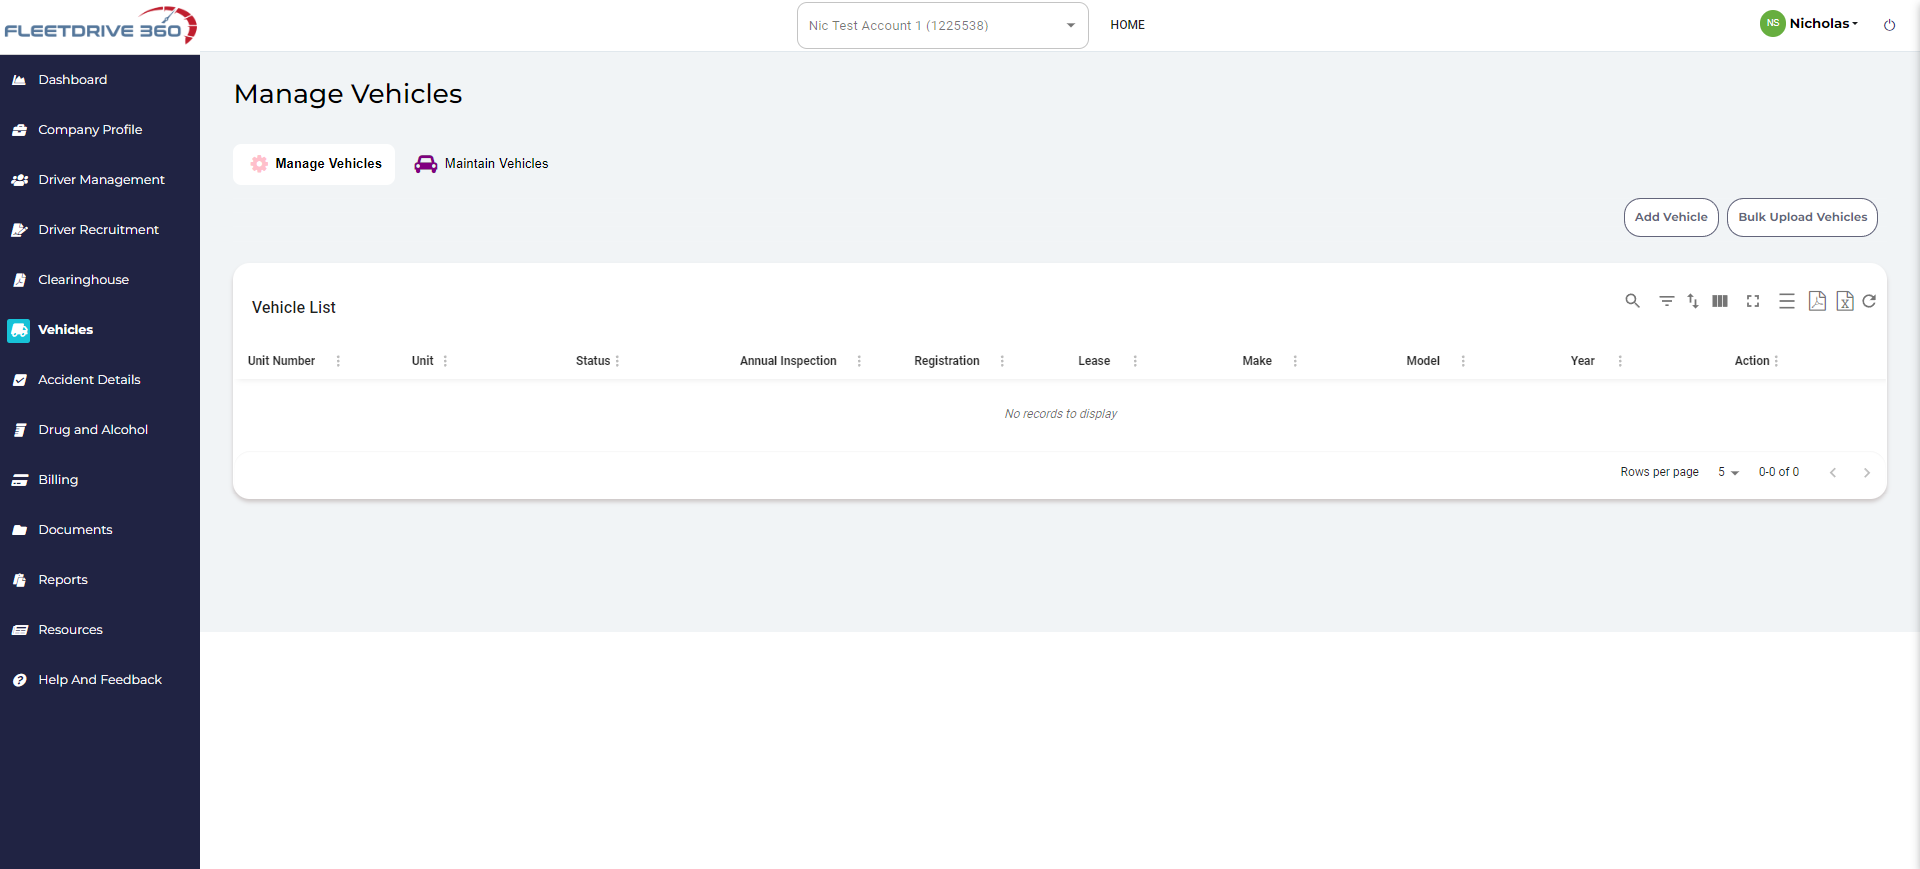 FLEETDRIVE 360
Nic Test Account 1 (1225538)
HOME
NS Nicholas
Dashboard
Company Profile
Driver Management
Driver Recruitment
Clearinghouse
Vehicles
Accident Details
Drug and Alcohol
Billing
Documents
Reports
Resources
Help And Feedback
Manage Vehicles
Manage Vehicles Maintain Vehicles
Add Vehicle Bulk Upload Vehicles
Vehicle List
Unit Number Unit Status Annual Inspection Registration Lease Make Model Year Action
No records to display
Rows per page 5 0-0 of 0